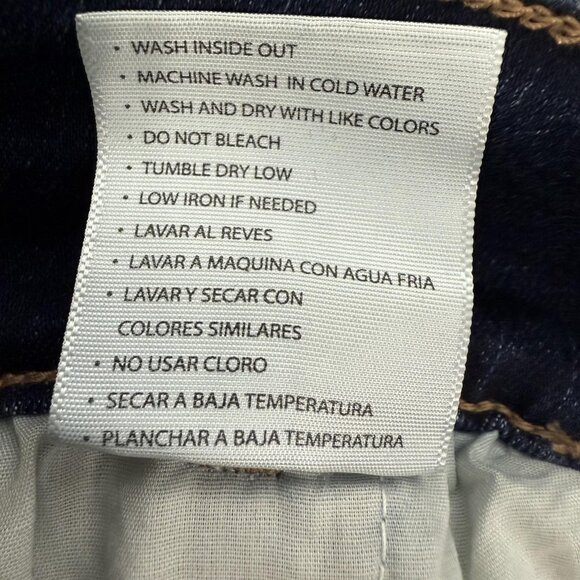 • WASH INSIDE OUT
• MACHINE WASH IN COLD WATER
• WASH AND DRY WITH LIKE COLORS
• DO NOT BLEACH
• TUMBLE DRY LOW
• LOW IRON IF NEEDED
• LAVAR AL REVES
• LAVAR A MAQUINA CON AGUA FRIA
• LAVAR Y SECAR CON
COLORES SIMILARES
• NO USAR CLORO
• SECAR A BAJA TEMPERATURA
• PLANCHAR A BAJA TEMPERATURA